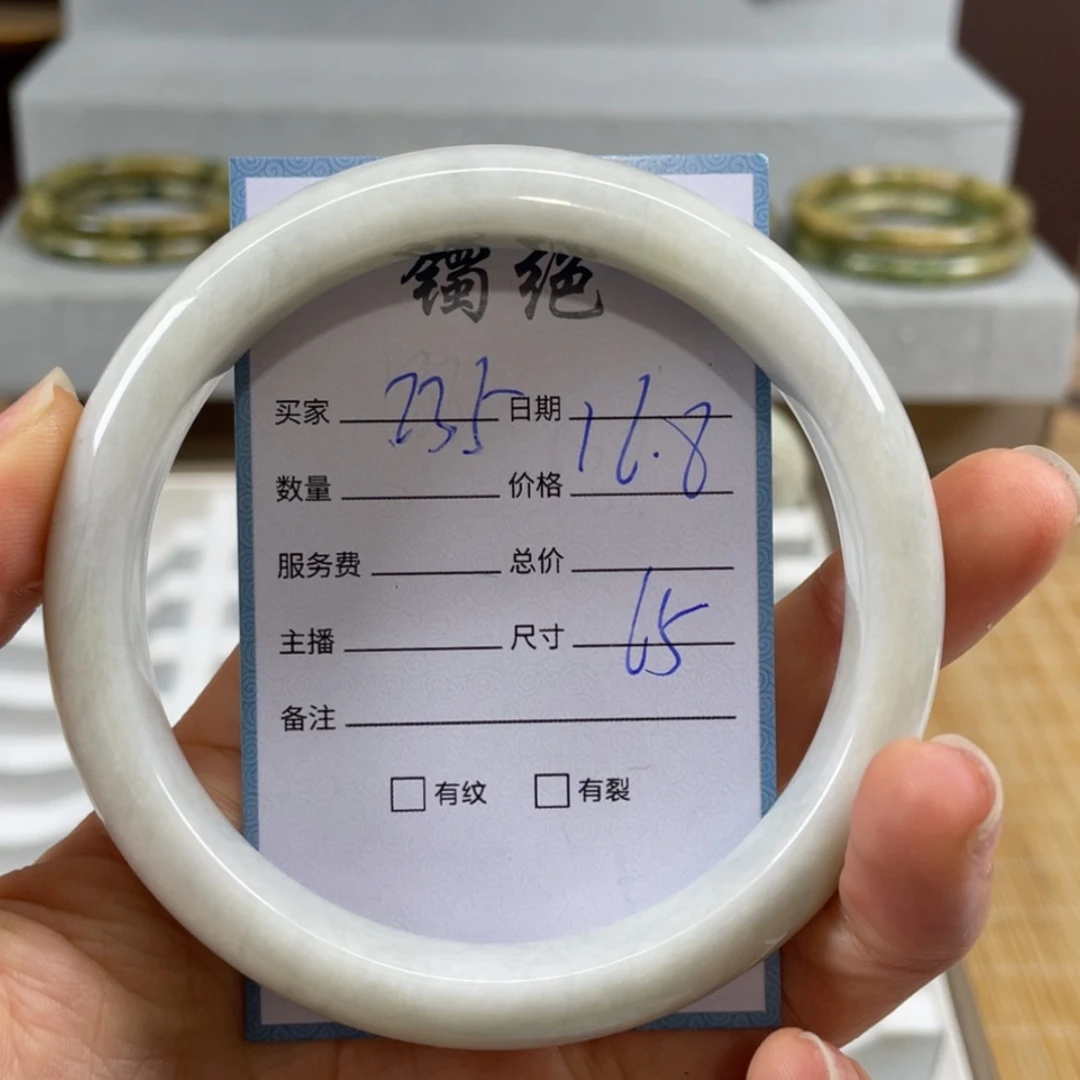 镯绝
买家 735 日期
数量 价格 16.8
服务费 总价
主播 尺寸 65
备注
□有纹 □有裂